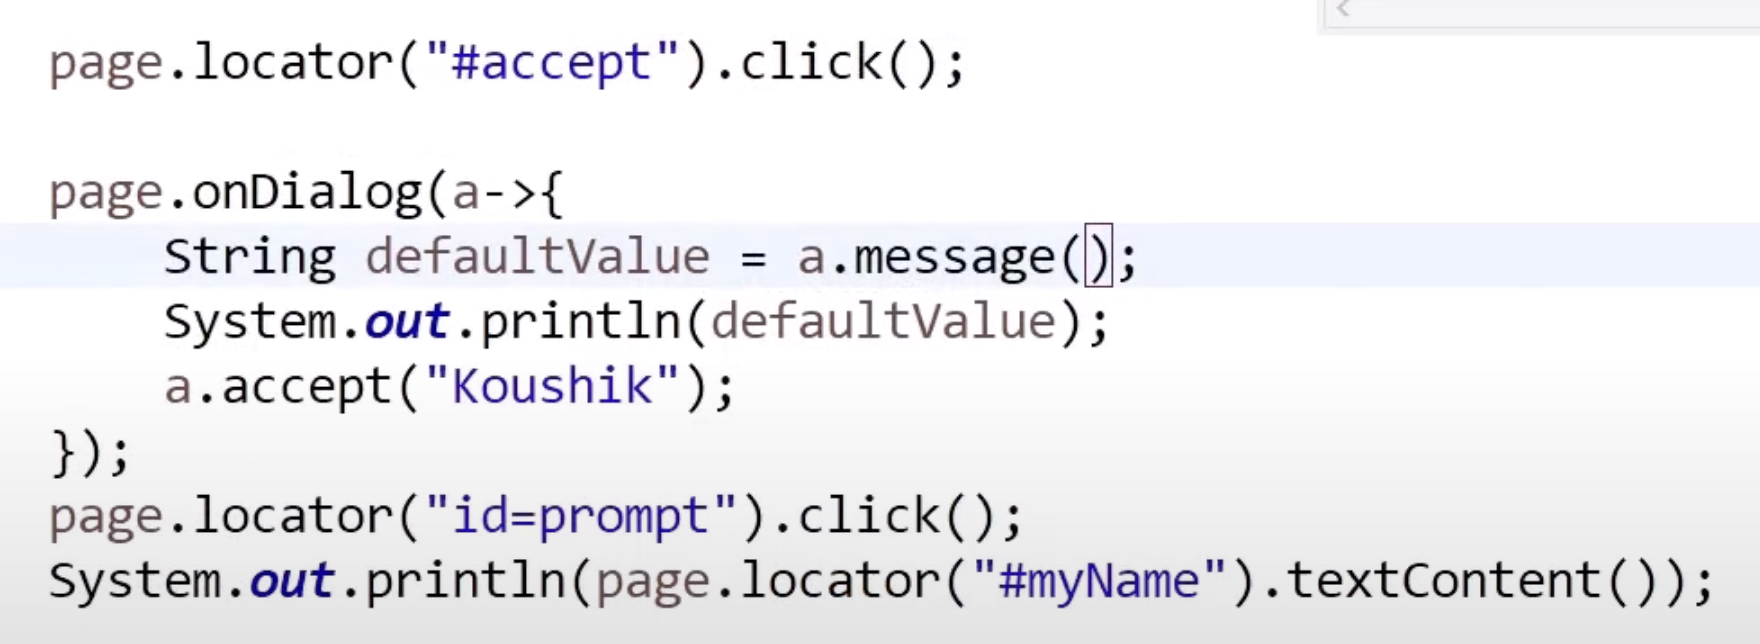 page.locator("#accept").click();
page.onDialog(a->{
    String defaultValue = a.message();
    System.out.println(defaultValue);
    a.accept("Koushik");
});
page.locator("id=prompt").click();
System.out.println(page.locator("#myName").textContent());